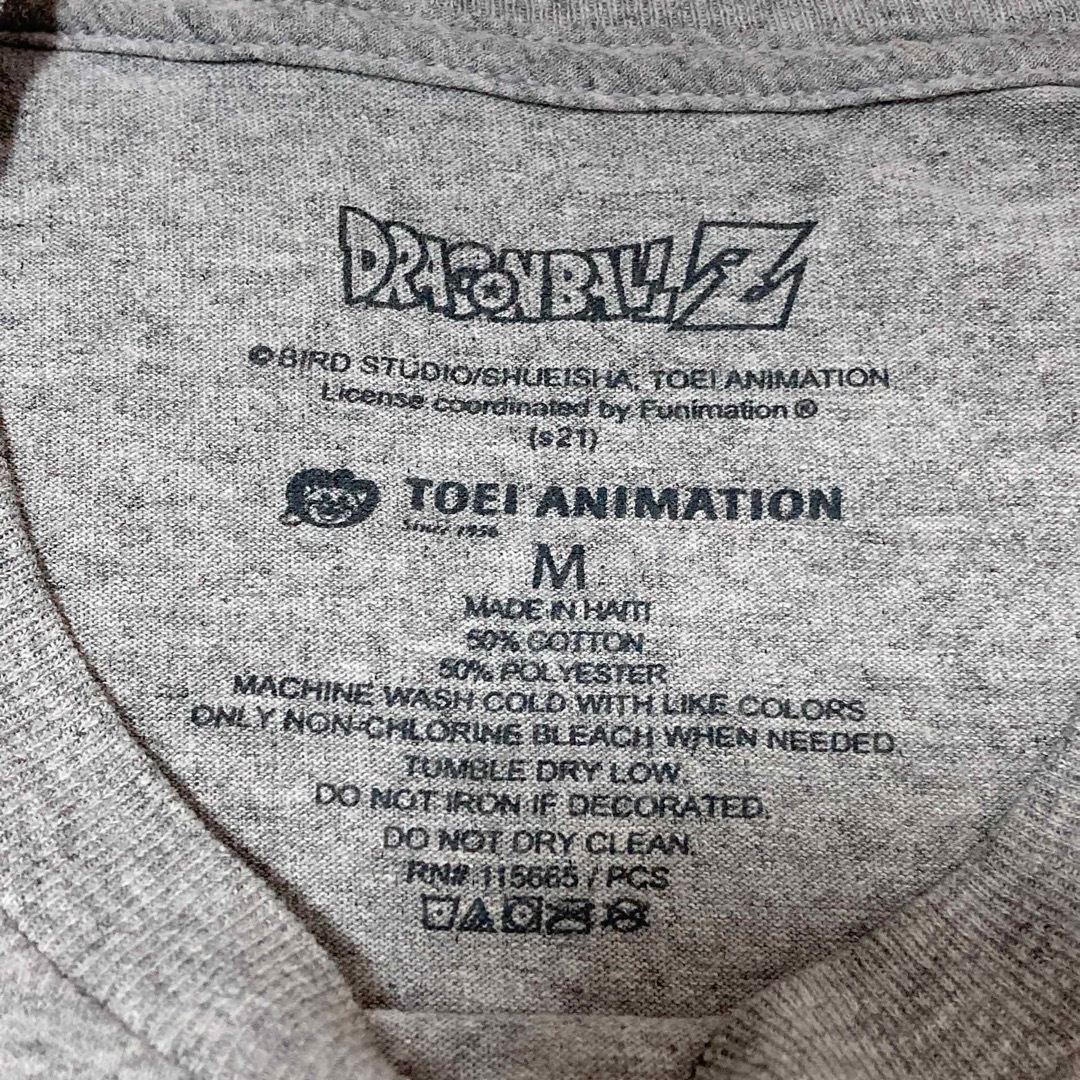 DRAGONBALL Z
©BIRD STUDIO/SHUEISHA, TOEI ANIMATION
License coordinated by Funimation®
(s21)
TOEI ANIMATION
Since 1956
M
MADE IN HAITI
50% COTTON
50% POLYESTER
MACHINE WASH COLD WITH LIKE COLORS
ONLY NON-CHLORINE BLEACH WHEN NEEDED.
TUMBLE DRY LOW.
DO NOT IRON IF DECORATED.
DO NOT DRY CLEAN.
RN# 115665 / PCS